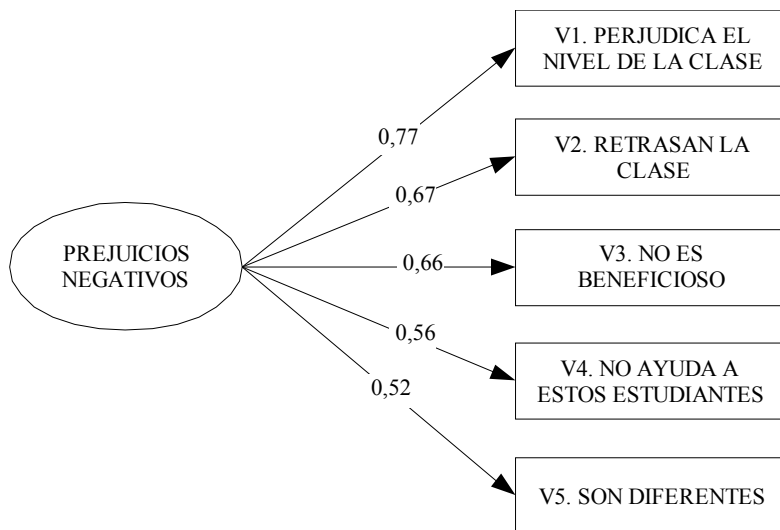 V1. PERJUDICA EL
NIVEL DE LA CLASE
0,77
V2. RETRASAN LA
CLASE
0,67
PREJUICIOS
NEGATIVOS
0,66
V3. NO ES
BENEFICIOSO
0,56
V4. NO AYUDA A
ESTOS ESTUDIANTES
0,52
V5. SON DIFERENTES